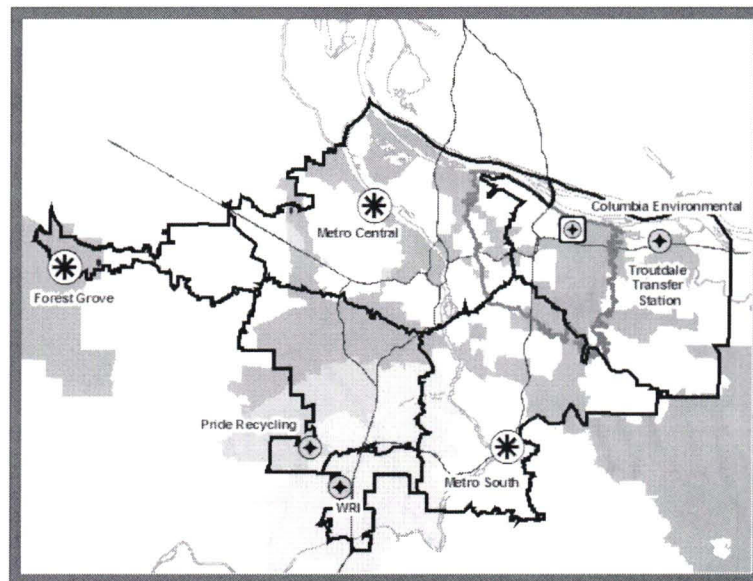 Columbia Environmental
Metro Central
Troutdale
Transfer
Station
Forest Grove
Pride Recycling
Metro South
WRI